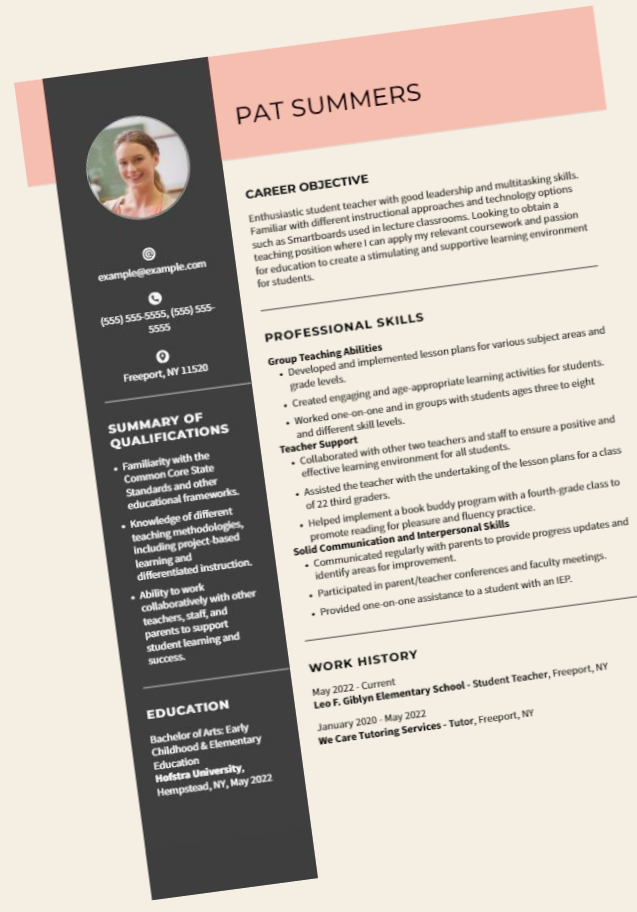 PAT SUMMERS
example@example.com
(555) 555-5555, (555) 555-
5555
Freeport, NY 11520
SUMMARY OF
QUALIFICATIONS
• Familiarity with the
Common Core State
Standards and other
educational frameworks.
• Knowledge of different
teaching methodologies,
including project-based
learning and
differentiated instruction.
• Ability to work
collaboratively with other
teachers, staff, and
parents to support
student learning and
success.
EDUCATION
Bachelor of Arts: Early
Childhood & Elementary
Education
Hofstra University,
Hempstead, NY, May 2022
CAREER OBJECTIVE
Enthusiastic student teacher with good leadership and multitasking skills.
Familiar with different instructional approaches and technology options
such as Smartboards used in lecture classrooms. Looking to obtain a
teaching position where I can apply my relevant coursework and passion
for education to create a stimulating and supportive learning environment
for students.
PROFESSIONAL SKILLS
Group Teaching Abilities
• Developed and implemented lesson plans for various subject areas and
grade levels.
• Created engaging and age-appropriate learning activities for students.
• Worked one-on-one and in groups with students ages three to eight
and different skill levels.
Teacher Support
• Collaborated with other two teachers and staff to ensure a positive and
effective learning environment for all students.
• Assisted the teacher with the undertaking of the lesson plans for a class
of 22 third graders.
• Helped implement a book buddy program with a fourth-grade class to
promote reading for pleasure and fluency practice.
Solid Communication and Interpersonal Skills
• Communicated regularly with parents to provide progress updates and
identify areas for improvement.
• Participated in parent/teacher conferences and faculty meetings.
• Provided one-on-one assistance to a student with an IEP.
WORK HISTORY
May 2022 - Current
Leo F. Giblyn Elementary School - Student Teacher, Freeport, NY
January 2020 - May 2022
We Care Tutoring Services - Tutor, Freeport, NY